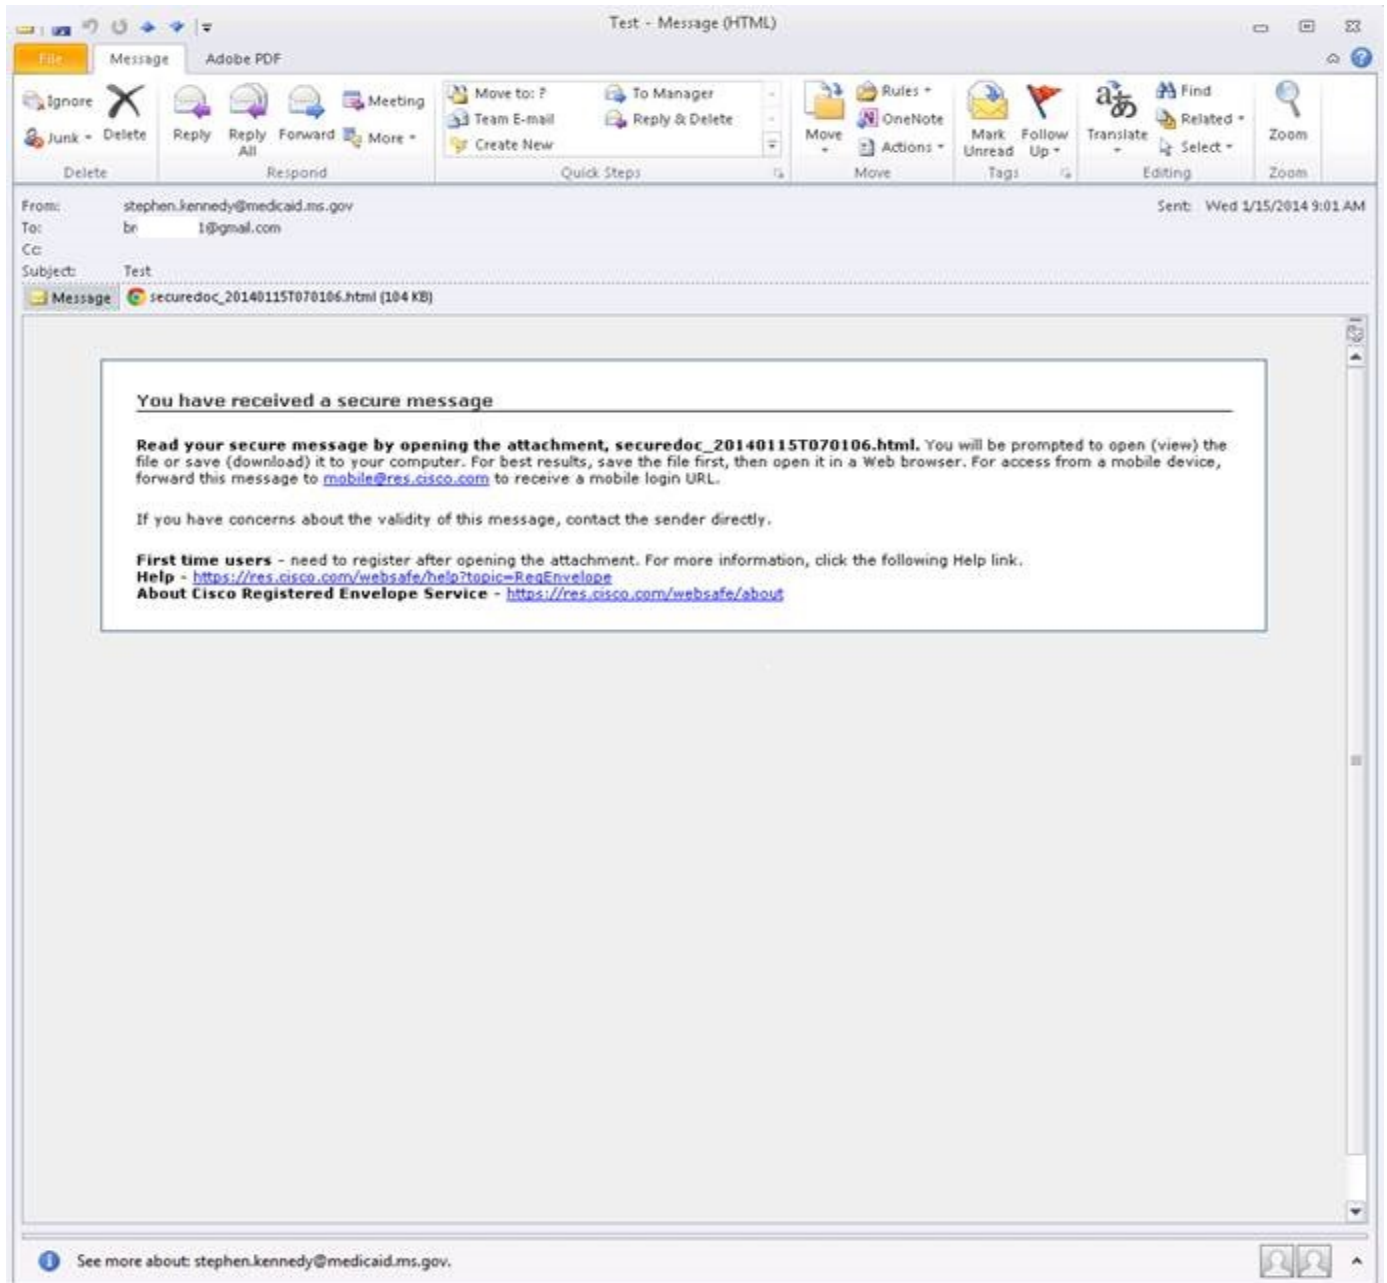 Test - Message (HTML)
File Message Adobe PDF
Ignore
Junk
Delete
Reply
Reply All
Forward
Meeting
More
Move to: ?
Team E-mail
Create New
To Manager
Reply & Delete
Move
Rules
OneNote
Actions
Mark Unread
Follow Up
Translate
Find
Related
Select
Zoom
Delete Respond Quick Steps Move Tags Editing Zoom
From: stephen.kennedy@medicaid.ms.gov Sent: Wed 1/15/2014 9:01 AM
To: br 1@gmail.com
Cc:
Subject: Test
Message securedoc_20140115T070106.html (104 KB)
You have received a secure message
Read your secure message by opening the attachment, securedoc_20140115T070106.html. You will be prompted to open (view) the
file or save (download) it to your computer. For best results, save the file first, then open it in a Web browser. For access from a mobile device,
forward this message to mobile@res.cisco.com to receive a mobile login URL.
If you have concerns about the validity of this message, contact the sender directly.
First time users - need to register after opening the attachment. For more information, click the following Help link.
Help - https://res.cisco.com/websafe/help?topic=RegEnvelope
About Cisco Registered Envelope Service - https://res.cisco.com/websafe/about
See more about: stephen.kennedy@medicaid.ms.gov.